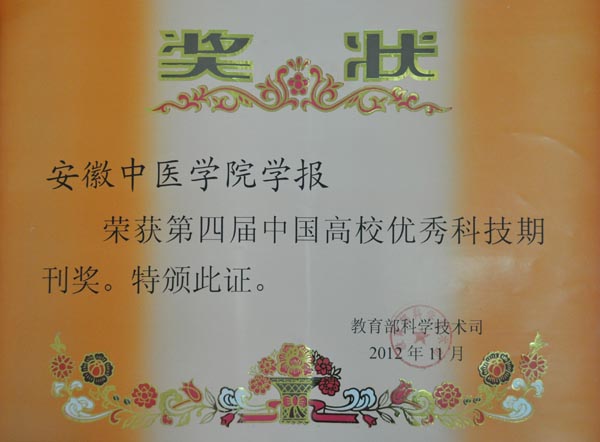 奖 状
安徽中医学院学报
荣获第四届中国高校优秀科技期
刊奖。特颁此证。
教育部科学技术司
2012年11月